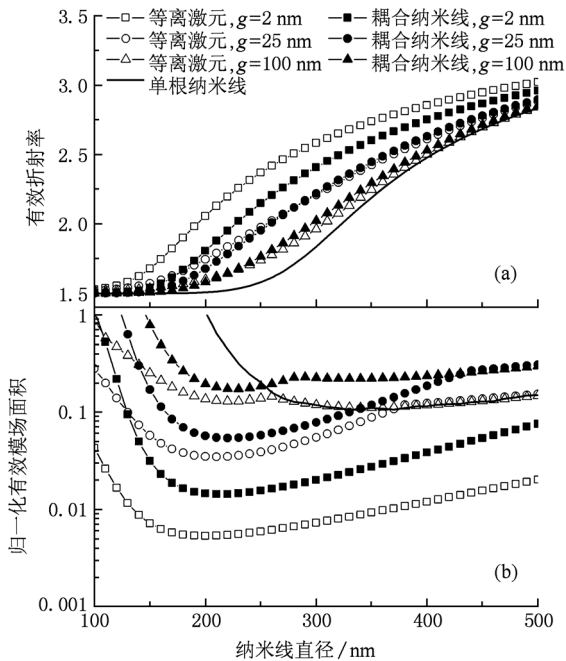 等离激元,g=2 nm 耦合纳米线,g=2 nm
等离激元,g=25 nm 耦合纳米线,g=25 nm
等离激元,g=100 nm 耦合纳米线,g=100 nm
单根纳米线
3.5
3.0
2.5
2.0
1.5
有效折射率
(a)
1
0.1
0.01
0.001
归一化有效模场面积
(b)
100 200 300 400 500
纳米线直径/nm